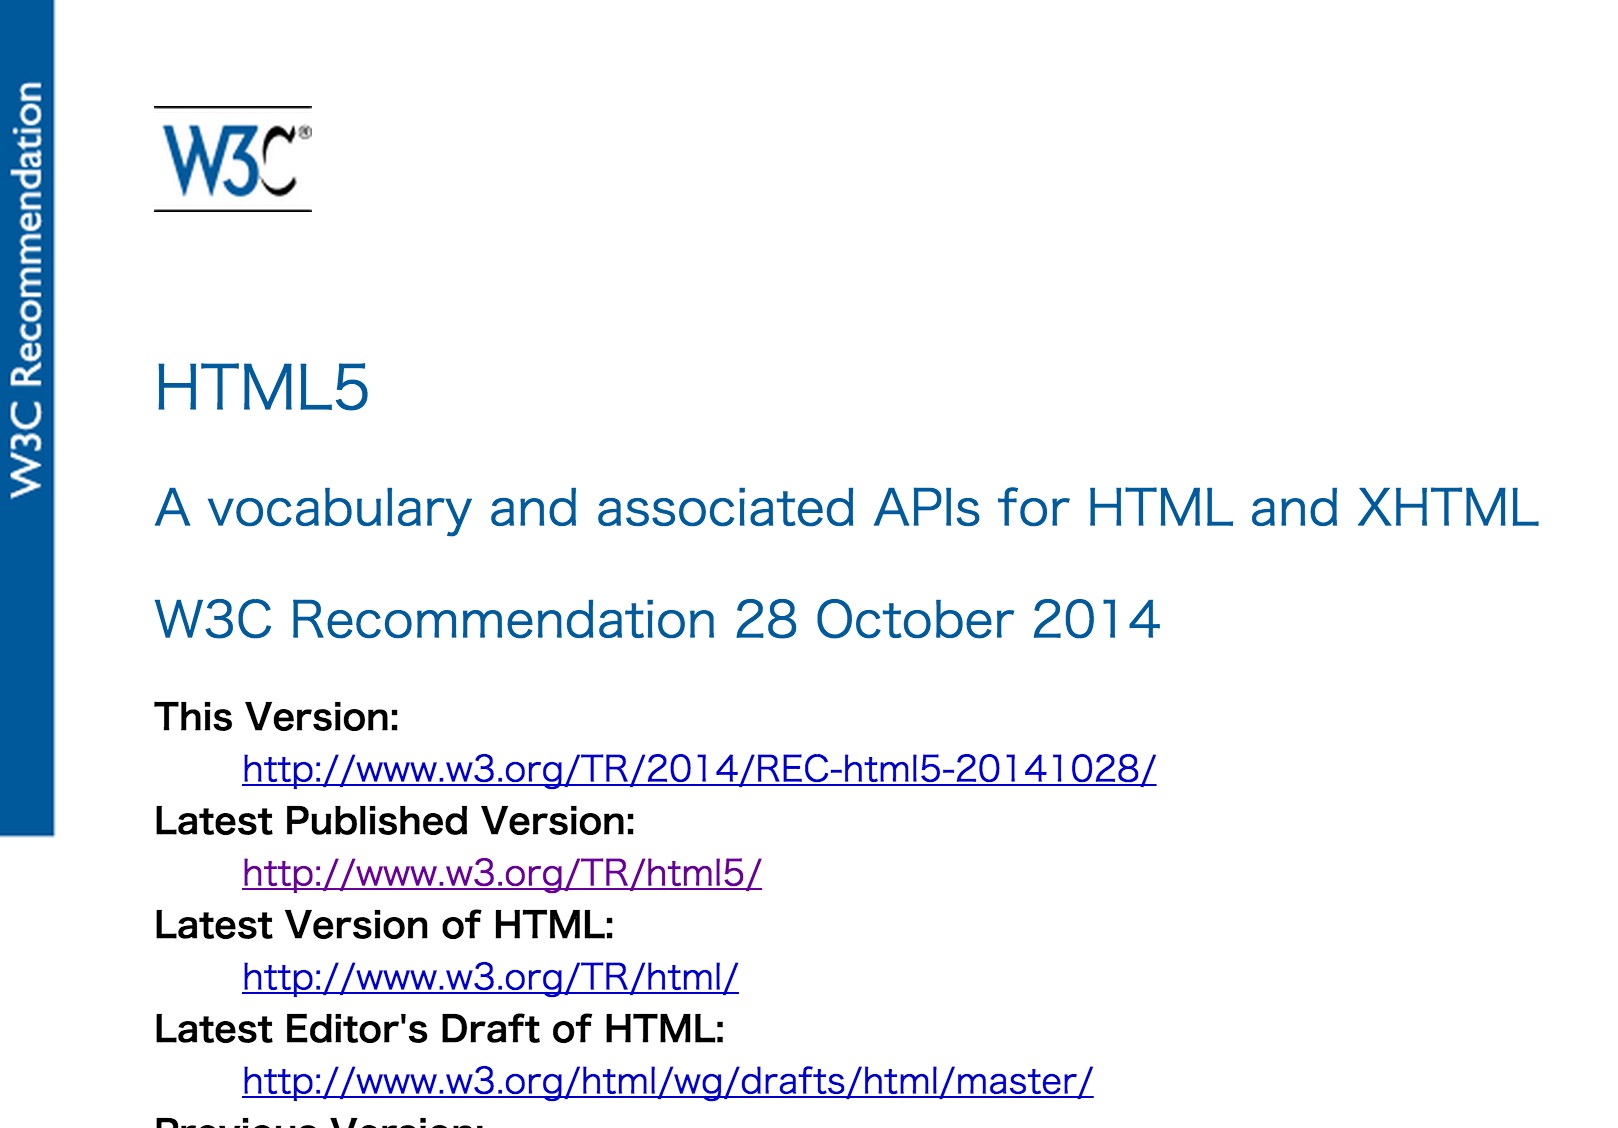 W3C Recommendation
W3C®
HTML5
A vocabulary and associated APIs for HTML and XHTML
W3C Recommendation 28 October 2014
This Version:
http://www.w3.org/TR/2014/REC-html5-20141028/
Latest Published Version:
http://www.w3.org/TR/html5/
Latest Version of HTML:
http://www.w3.org/TR/html/
Latest Editor's Draft of HTML:
http://www.w3.org/html/wg/drafts/html/master/
Previous Version: